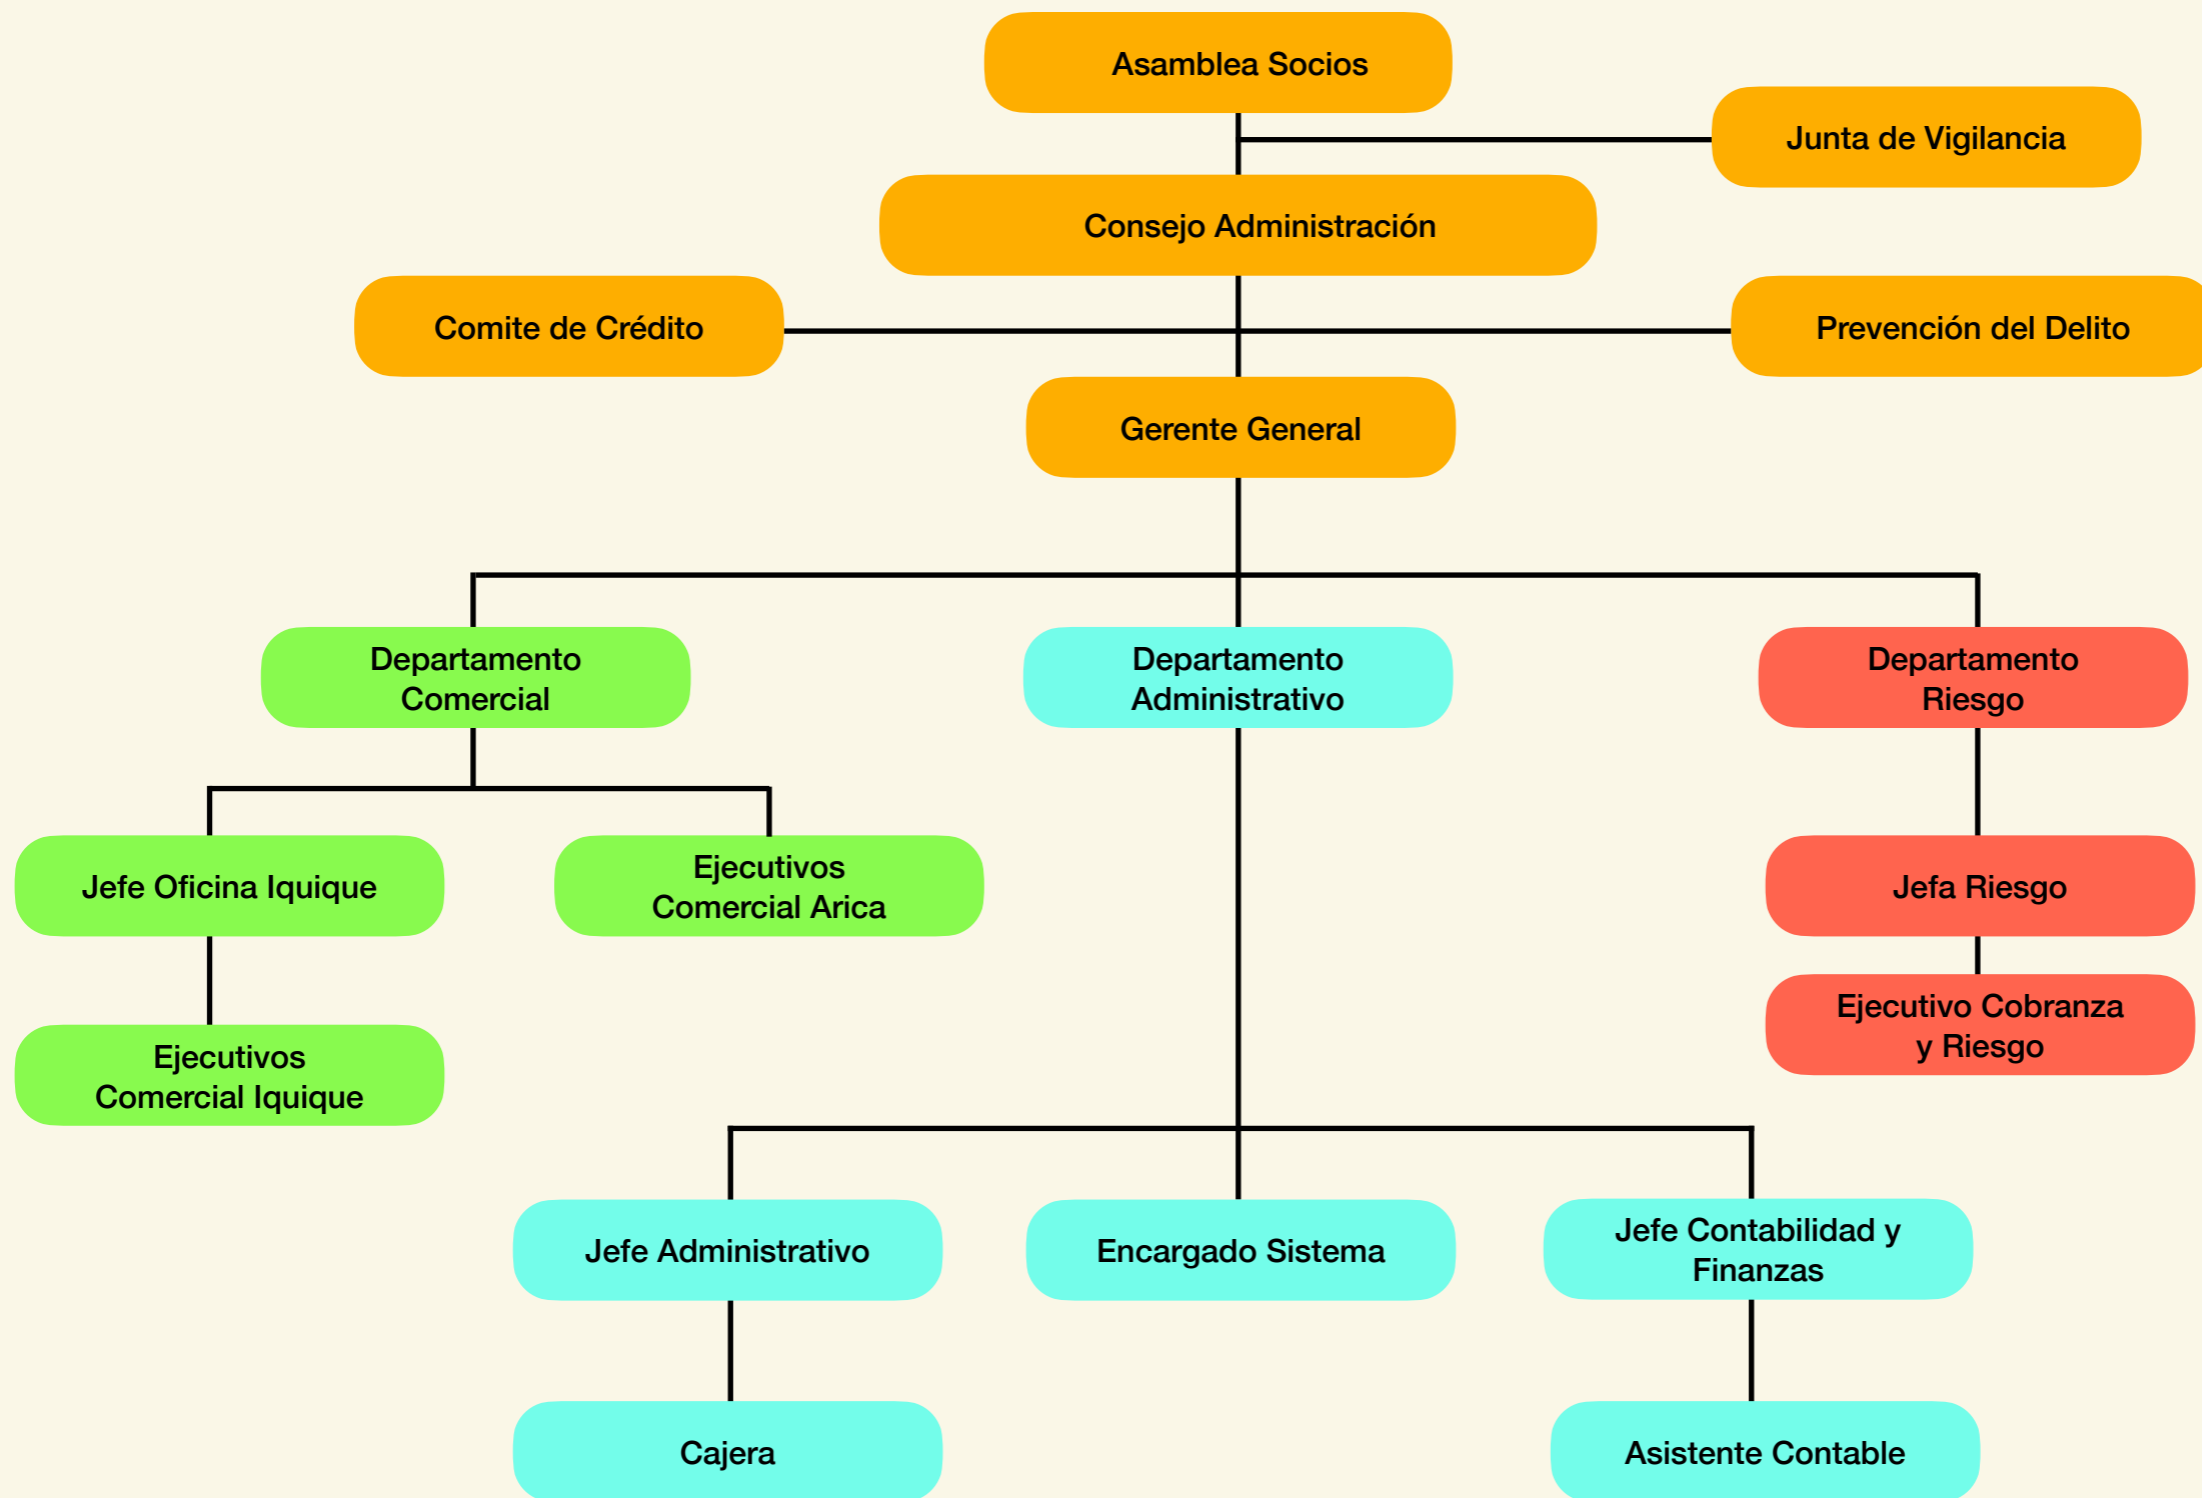 Asamblea Socios
Junta de Vigilancia
Consejo Administración
Comite de Crédito
Prevención del Delito
Gerente General
Departamento
Comercial
Departamento
Administrativo
Departamento
Riesgo
Jefe Oficina Iquique
Ejecutivos
Comercial Arica
Jefa Riesgo
Ejecutivos
Comercial Iquique
Ejecutivo Cobranza
y Riesgo
Jefe Administrativo
Encargado Sistema
Jefe Contabilidad y
Finanzas
Cajera
Asistente Contable